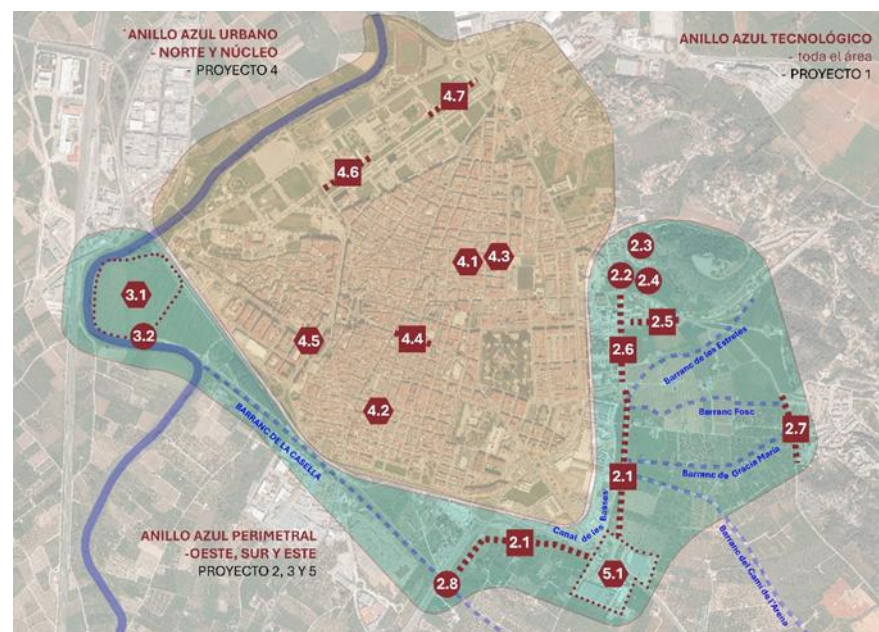 ANILLO AZUL URBANO
- NORTE Y NÚCLEO
- PROYECTO 4
ANILLO AZUL TECNOLÓGICO
- toda el área
- PROYECTO 1
4.7
4.6
4.1
4.3
2.3
2.2
2.4
3.1
3.2
2.5
4.5
4.4
2.6
Barranc de les Estreles
4.2
Barranc Fosc
2.7
BARRANC DE LA CASELLA
Barranc de Gracia Maria
2.1
ANILLO AZUL PERIMETRAL
-OESTE, SUR Y ESTE
PROYECTO 2, 3 Y 5
Canal de les Basses
2.1
2.8
5.1
Barranc del Camí de l'Arena